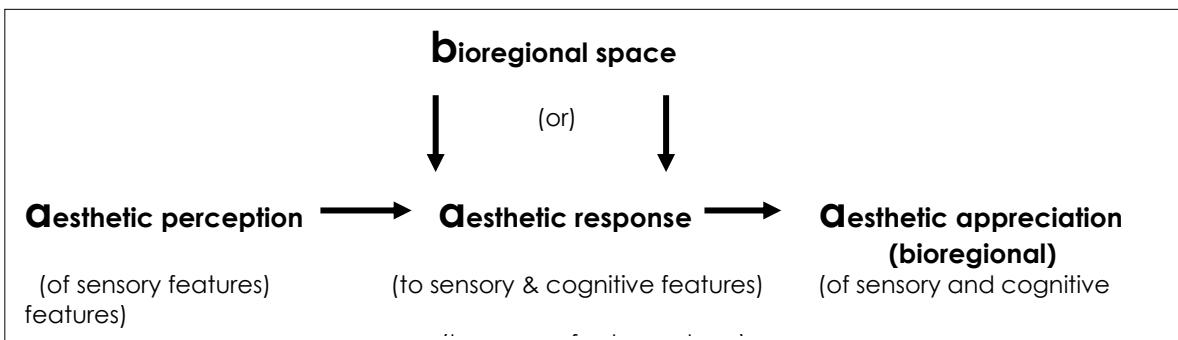 bioregional space
(or)
aesthetic perception aesthetic response aesthetic appreciation
(bioregional)
(of sensory features) (to sensory & cognitive features) (of sensory and cognitive
features)